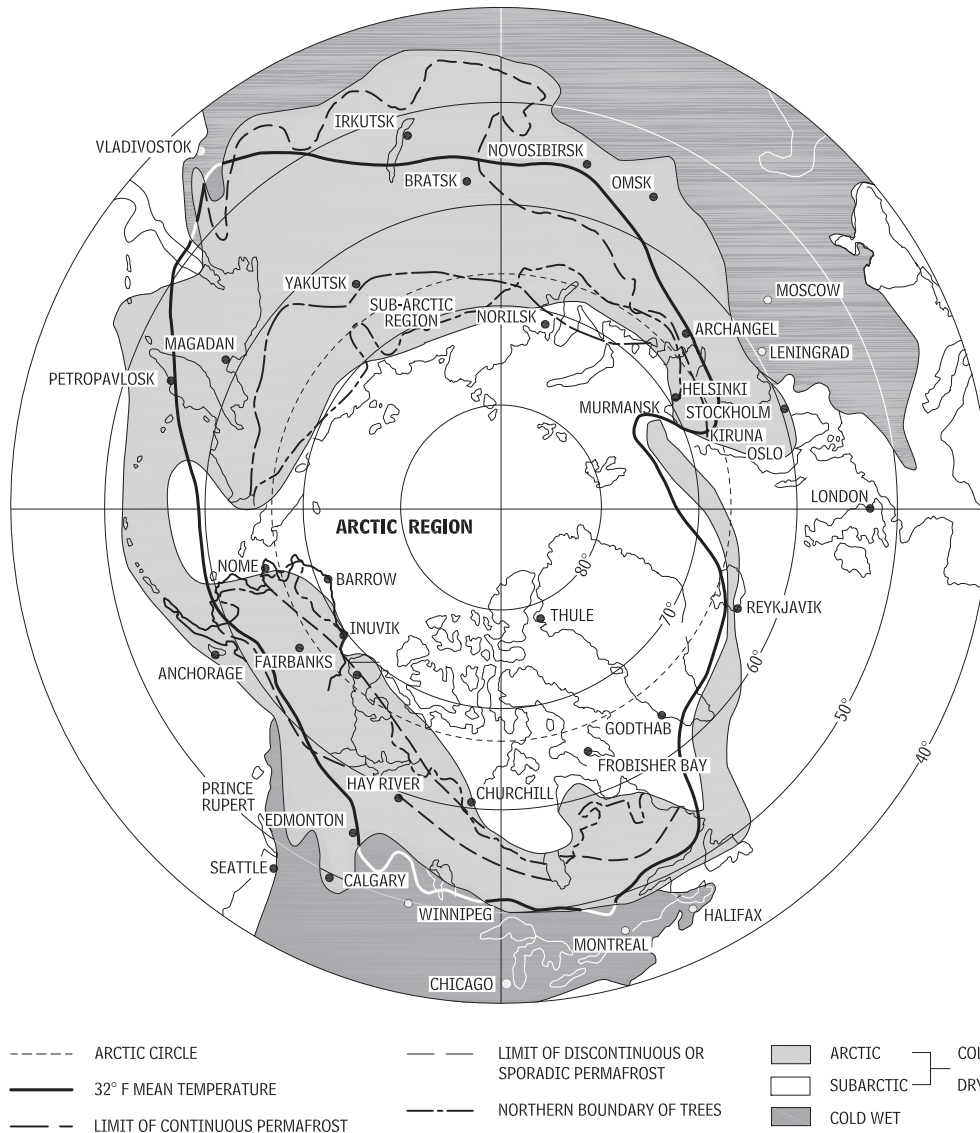 IRKUTSK
VLADIVOSTOK
NOVOSIBIRSK
BRATSK
OMSK
YAKUTSK
MOSCOW
SUB-ARCTIC
REGION
NORILSK
ARCHANGEL
MAGADAN
LENINGRAD
PETROPAVLOSK
HELSINKI
MURMANSK
STOCKHOLM
KIRUNA
OSLO
LONDON
ARCTIC REGION
NOME
BARROW
80°
REYKJAVIK
THULE
70°
INUVIK
FAIRBANKS
60°
ANCHORAGE
50°
GODTHAB
40°
FROBISHER BAY
HAY RIVER
PRINCE
RUPERT
CHURCHILL
EDMONTON
SEATTLE
CALGARY
WINNIPEG
HALIFAX
MONTREAL
CHICAGO
ARCTIC CIRCLE
32° F MEAN TEMPERATURE
LIMIT OF CONTINUOUS PERMAFROST
LIMIT OF DISCONTINUOUS OR
SPORADIC PERMAFROST
NORTHERN BOUNDARY OF TREES
ARCTIC
SUBARCTIC
COLD WET